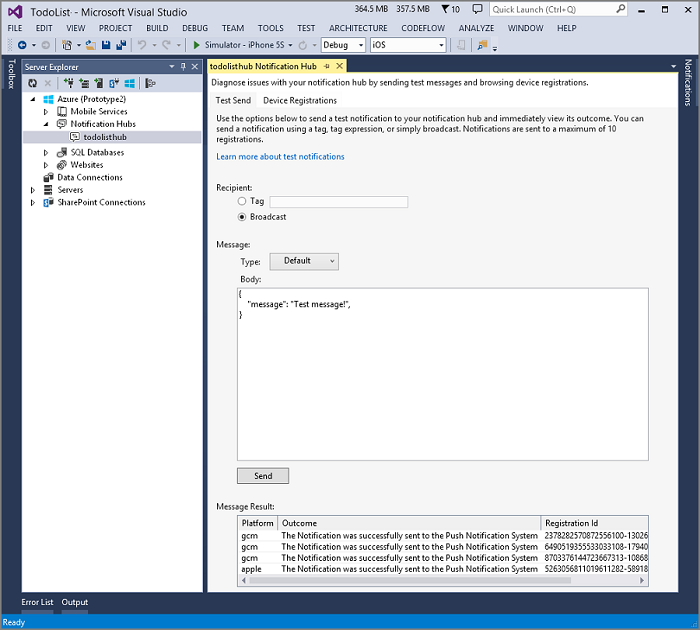 TodoList - Microsoft Visual Studio
364.5 MB 357.5 MB 10 Quick Launch (Ctrl+Q)
FILE EDIT VIEW PROJECT BUILD DEBUG TEAM TOOLS TEST ARCHITECTURE CODEFLOW ANALYZE WINDOW HELP
Simulator - iPhone 5S Debug iOS
Toolbox
Server Explorer
Azure (Prototype2)
Mobile Services
Notification Hubs
todolisthub
SQL Databases
Websites
Data Connections
Servers
SharePoint Connections
todolisthub Notification Hub
Notifications
Diagnose issues with your notification hub by sending test messages and browsing device registrations.
Test Send Device Registrations
Use the options below to send a test notification to your notification hub and immediately view its outcome. You can
send a notification using a tag, tag expression, or simply broadcast. Notifications are sent to a maximum of 10
registrations.
Learn more about test notifications
Recipient:
Tag
Broadcast
Message:
Type: Default
Body:
{
"message": "Test message!",
}
Send
Message Result:
Platform Outcome Registration Id
gcm The Notification was successfully sent to the Push Notification System 2378282570872556100-13026
gcm The Notification was successfully sent to the Push Notification System 6490519355533033108-17940
gcm The Notification was successfully sent to the Push Notification System 8703376144723667313-10868
apple The Notification was successfully sent to the Push Notification System 5263056811019611282-58918
Error List Output
Ready